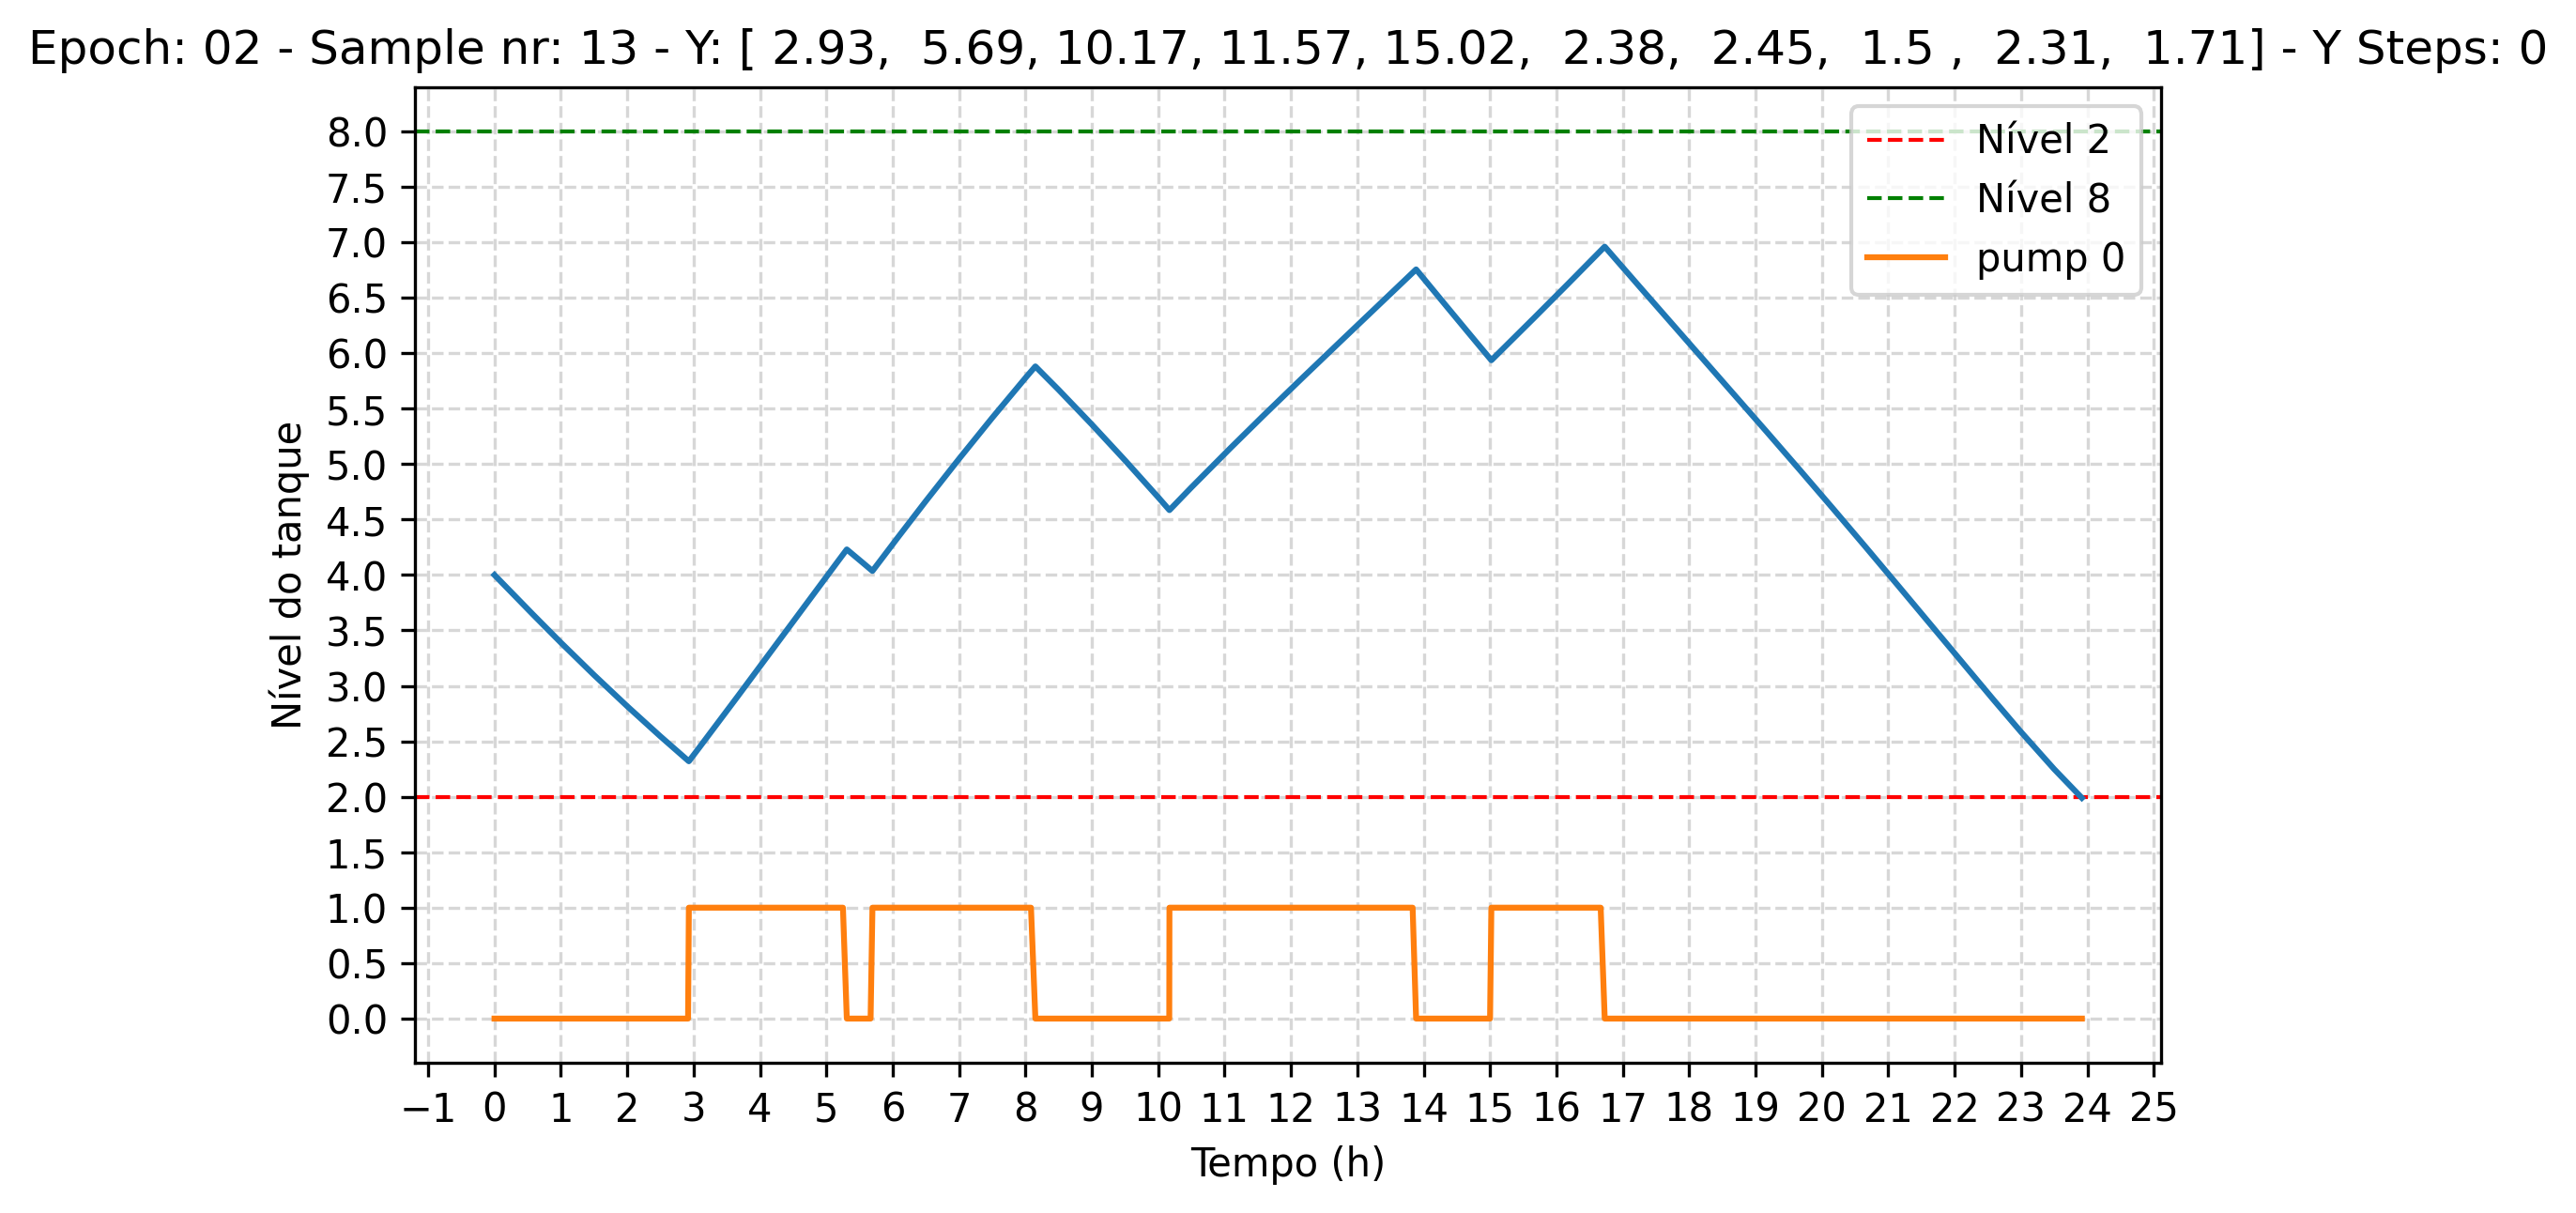 Epoch: 02 - Sample nr: 13 - Y: [ 2.93,  5.69, 10.17, 11.57, 15.02,  2.38,  2.45,  1.5 ,  2.31,  1.71] - Y Steps: 0
8.0
7.5
7.0
6.5
6.0
5.5
5.0
4.5
4.0
3.5
3.0
2.5
2.0
1.5
1.0
0.5
0.0
Nível do tanque
Nível 2
Nível 8
pump 0
−1 0 1 2 3 4 5 6 7 8 9 10 11 12 13 14 15 16 17 18 19 20 21 22 23 24 25
Tempo (h)